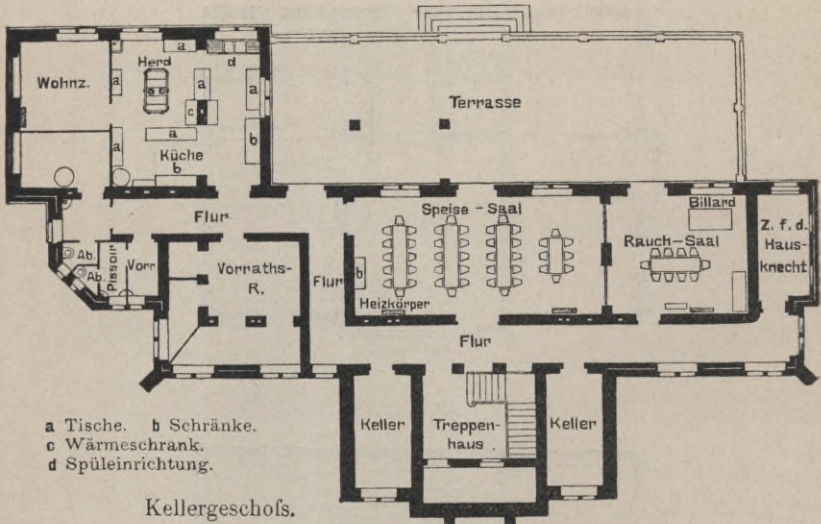 Wohnz.
a
Herd
d
a
a
a
c
a
a
b
Küche
b
Terrasse
Flur
Speise-Saal
Billard
Rauch-Saal
Z. f. d.
Haus-
knecht
Ab.
Ab.
Pissoir
Vorr
Vorraths-
R.
Flur
b
Heizkörper
Flur
Keller
Treppen-
haus.
Keller
a Tische. b Schränke.
c Wärmeschrank.
d Spüleinrichtung.
Kellergeschoſs.